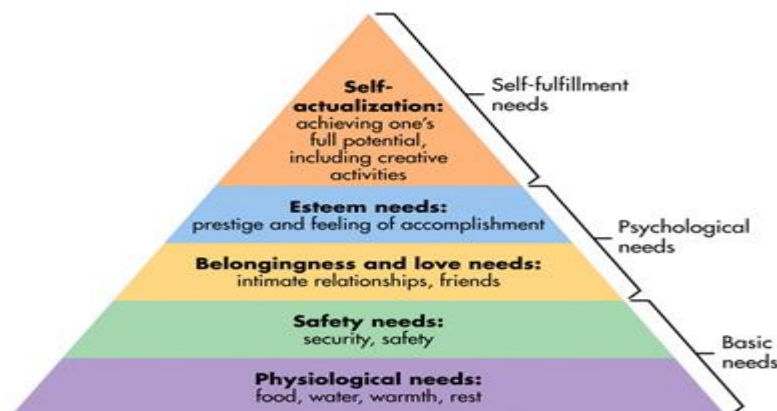 Self-
actualization:
achieving one's
full potential,
including creative
activities
Self-fulfillment
needs
Esteem needs:
prestige and feeling of accomplishment
Psychological
needs
Belongingness and love needs:
intimate relationships, friends
Safety needs:
security, safety
Basic
needs
Physiological needs:
food, water, warmth, rest